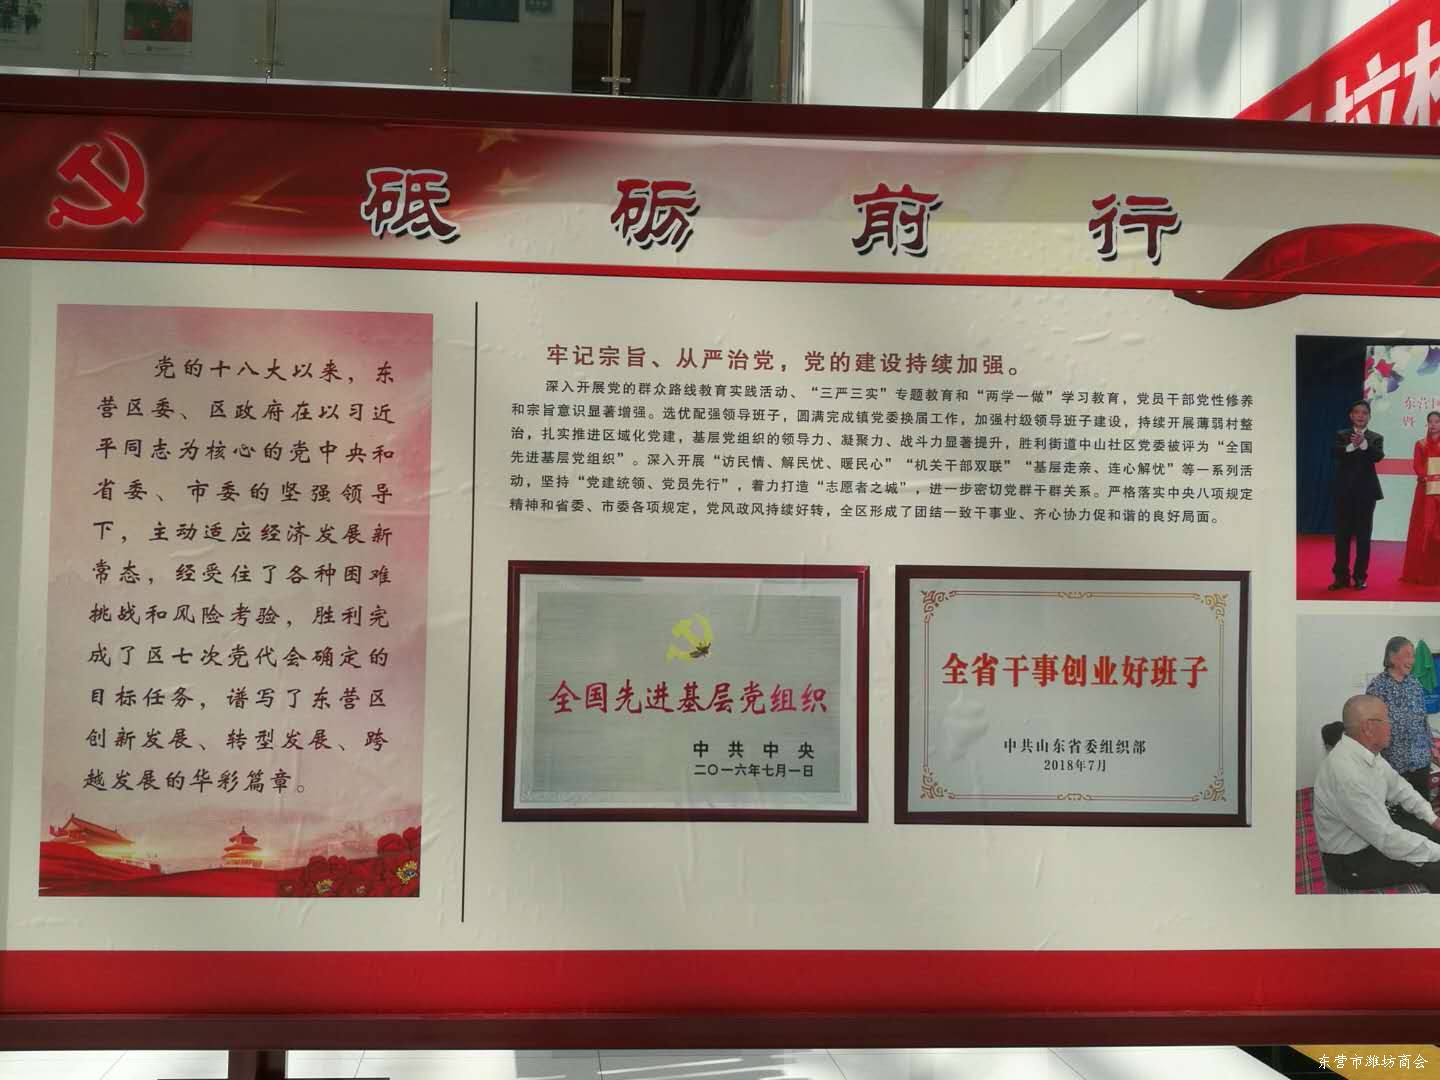 砥砺前行
党的十八大以来，东
营区委、区政府在以习近
平同志为核心的党中央和
省委、市委的坚强领导
下，主动适应经济发展新
常态，经受住了各种困难
挑战和风险考验，胜利完
成了区七次党代会确定的
目标任务，谱写了东营区
创新发展、转型发展、跨
越发展的华彩篇章。
牢记宗旨、从严治党，党的建设持续加强。
深入开展党的群众路线教育实践活动、“三严三实”专题教育和“两学一做”学习教育，党员干部党性修养
和宗旨意识显著增强。选优配强领导班子，圆满完成镇党委换届工作，加强村级领导班子建设，持续开展薄弱村整
治，扎实推进区域化党建，基层党组织的领导力、凝聚力、战斗力显著提升，胜利街道中山社区党委被评为“全国
先进基层党组织”。深入开展“访民情、解民忧、暖民心”“机关干部双联”“基层走亲、连心解忧”等一系列活
动，坚持“党建统领、党员先行”，着力打造“志愿者之城”，进一步密切党群干群关系。严格落实中央八项规定
精神和省委、市委各项规定，党风政风持续好转，全区形成了团结一致干事业、齐心协力促和谐的良好局面。
全国先进基层党组织
中共中央
二〇一六年七月一日
全省干事创业好班子
中共山东省委组织部
2018年7月
东营
暨
东营市潍坊商会